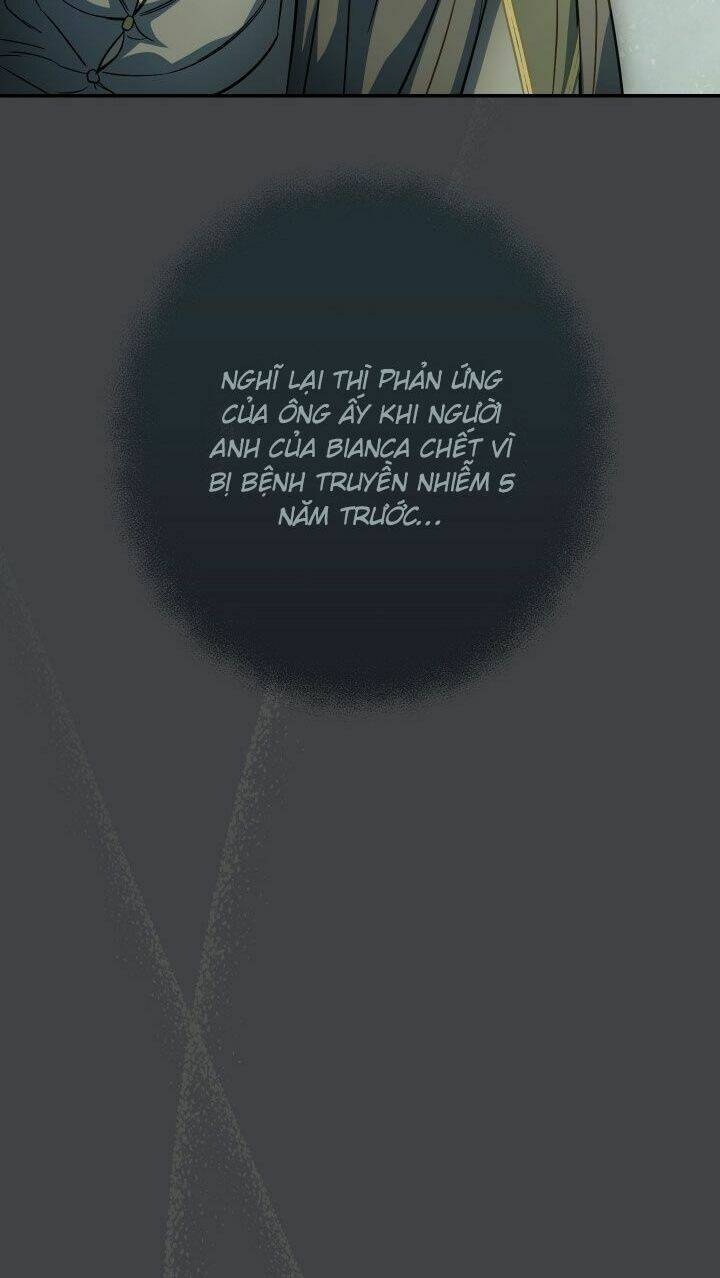 NGHĨ LẠI THÌ PHẢN ỨNG
CỦA ÔNG ẤY KHI NGƯỜI
ANH CỦA BIANCA CHẾT VÌ
BỊ BỆNH TRUYỀN NHIỄM 5
NĂM TRƯỚC...